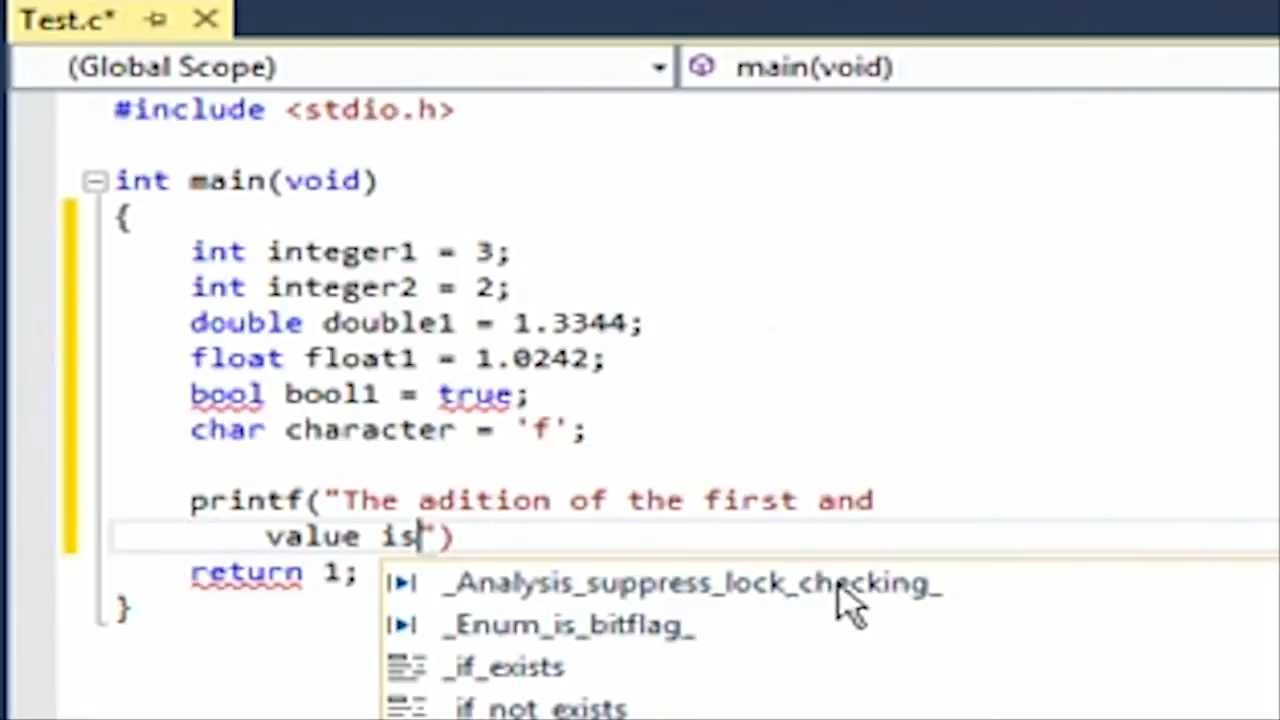 Test.c*
(Global Scope)
main(void)
#include <stdio.h>
int main(void)
{
int integer1 = 3;
int integer2 = 2;
double double1 = 1.3344;
float float1 = 1.0242;
bool bool1 = true;
char character = 'f';
printf("The adition of the first and
value is")
return 1;
}
_Analysis_suppress_lock_checking_
_Enum_is_bitflag_
_if_exists
_if_not_exists